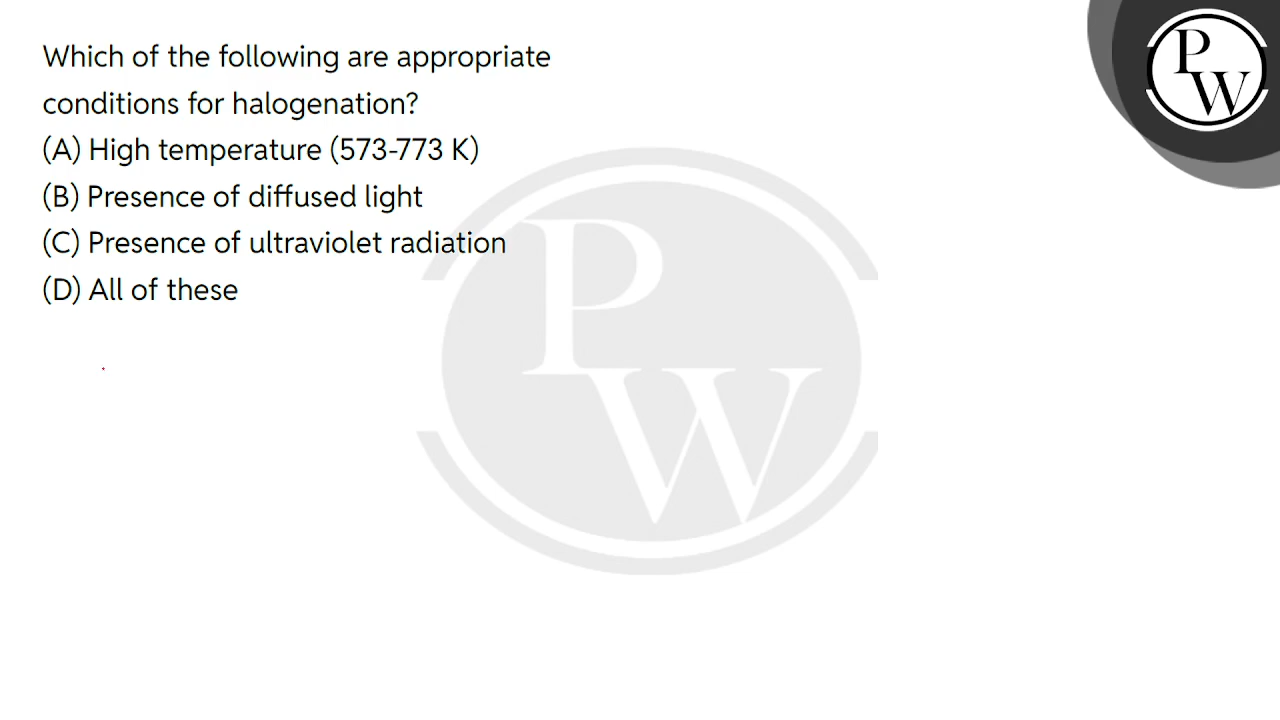 Which of the following are appropriate
conditions for halogenation?
(A) High temperature (573-773 K)
(B) Presence of diffused light
(C) Presence of ultraviolet radiation
(D) All of these
P
W
P
W